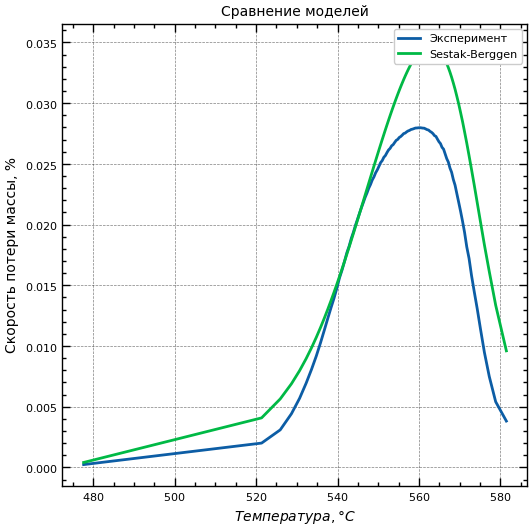 Сравнение моделей
Эксперимент
Sestak-Berggen
Скорость потери массы, %
0.035
0.030
0.025
0.020
0.015
0.010
0.005
0.000
480 500 520 540 560 580
Температура, °C